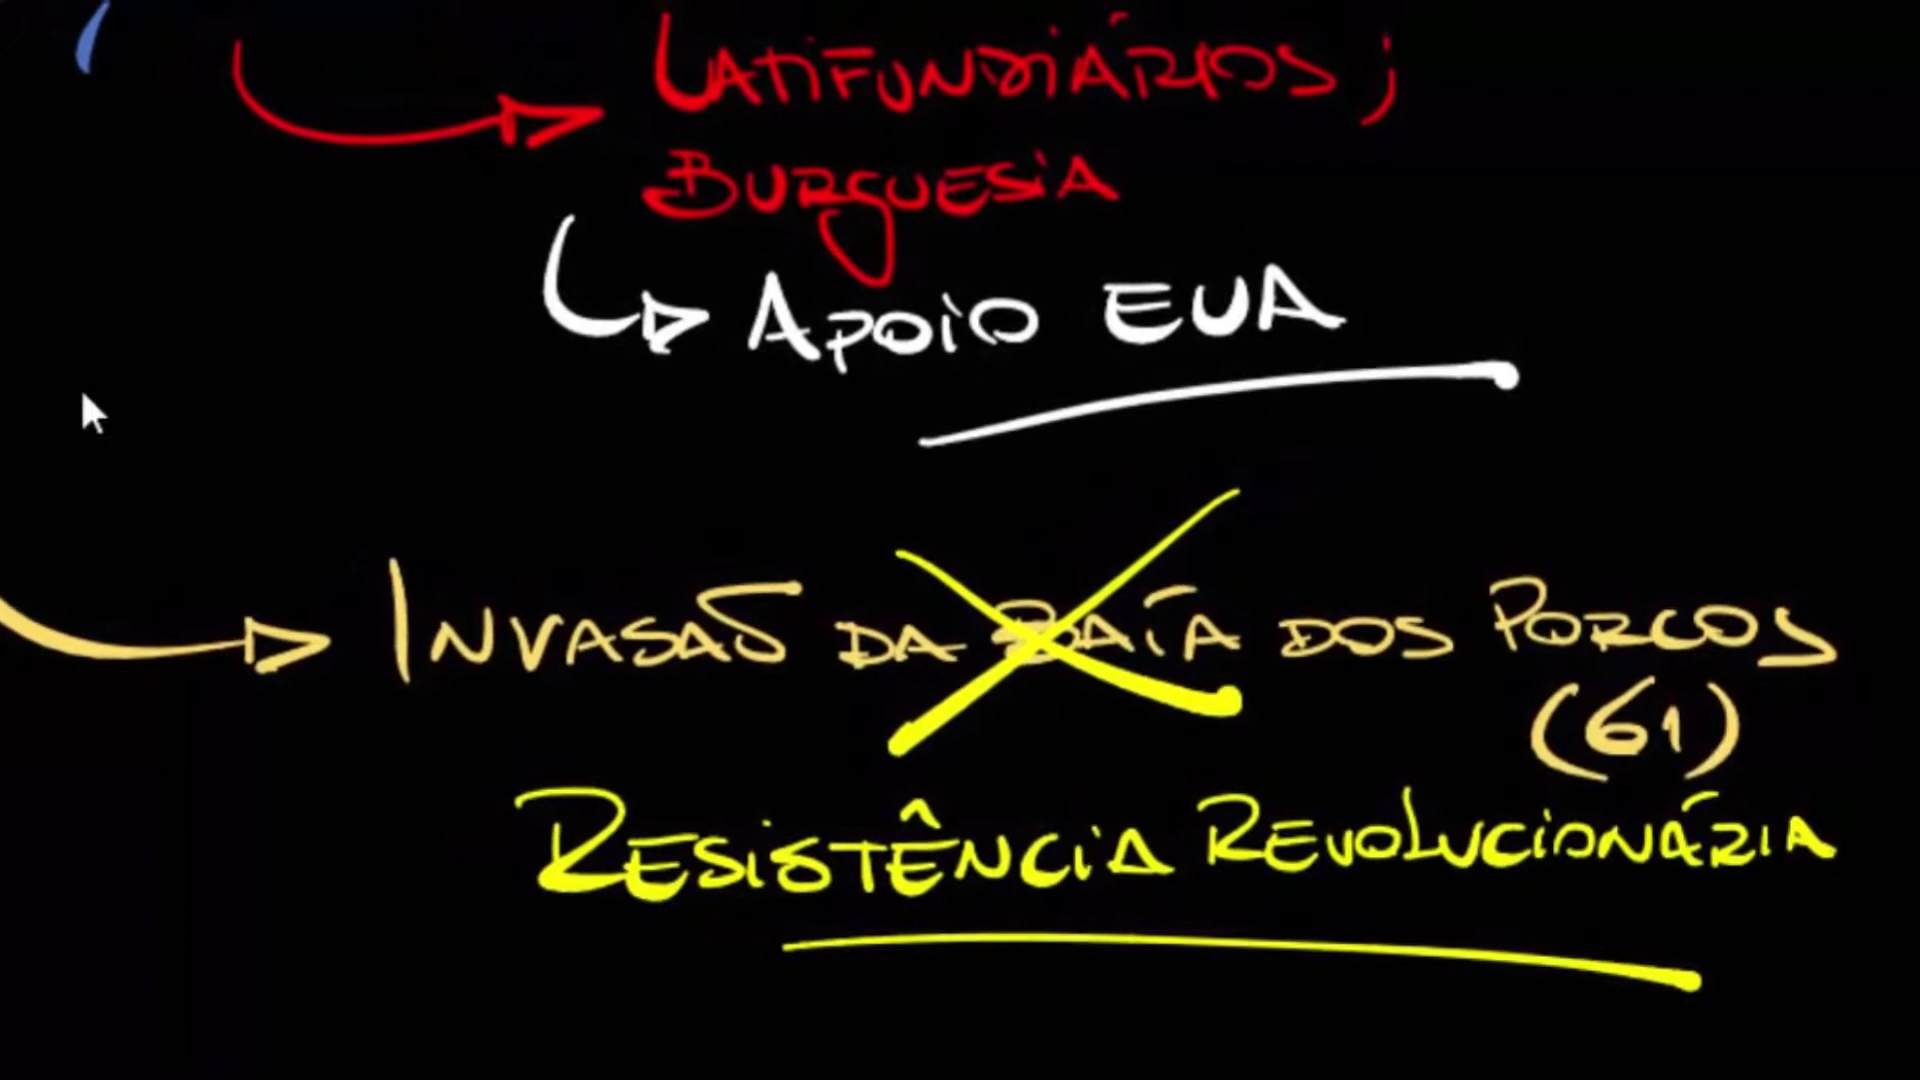 LATIFUNDIÁRIOS;
BURGUESIA
APOIO EUA
INVASÃO DA BAÍA DOS PORCOS
(61)
RESISTÊNCIA REVOLUCIONÁRIA